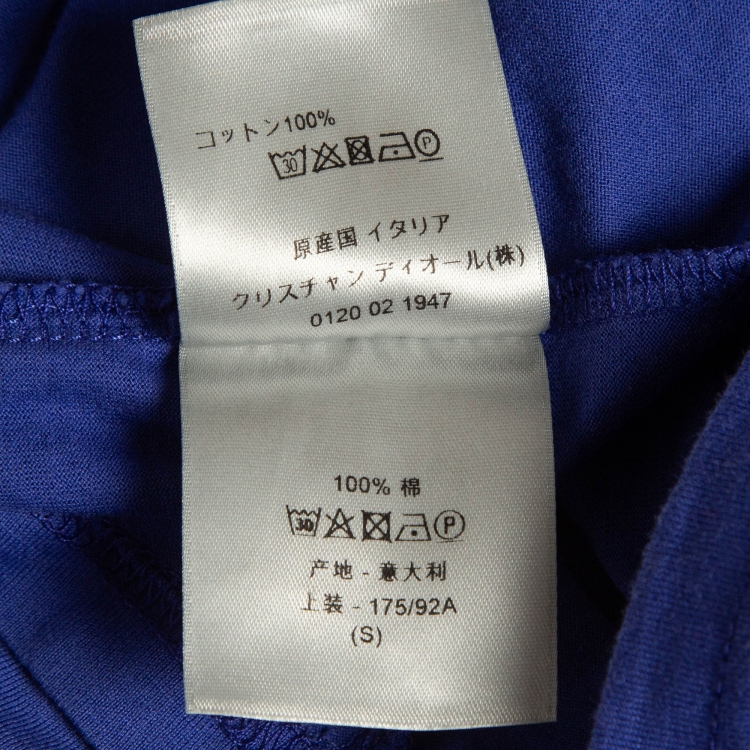 コットン100%
30 P
原産国 イタリア
クリスチャン ディオール(株)
0120 02 1947
100% 棉
30 P
产地 - 意大利
上装 - 175/92A
(S)